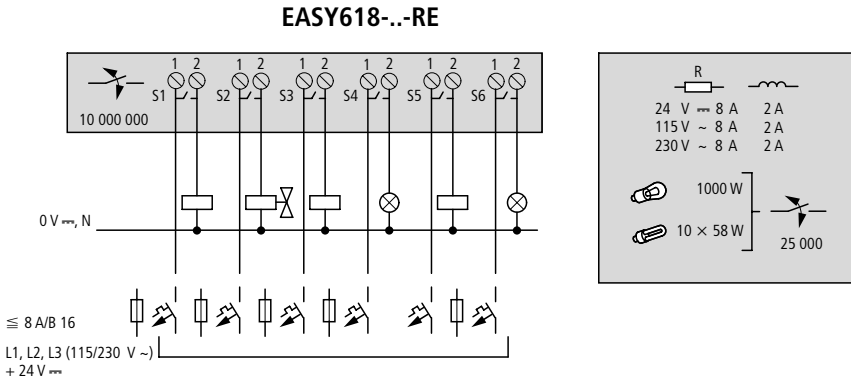 EASY618-..-RE
1 2 1 2 1 2 1 2 1 2 1 2
S1 S2 S3 S4 S5 S6
10 000 000
0 V ⎓, N
≦ 8 A/B 16
L1, L2, L3 (115/230 V ~)
+ 24 V ⎓
R
24 V ⎓ 8 A 2 A
115 V ~ 8 A 2 A
230 V ~ 8 A 2 A
1000 W
10 × 58 W
25 000